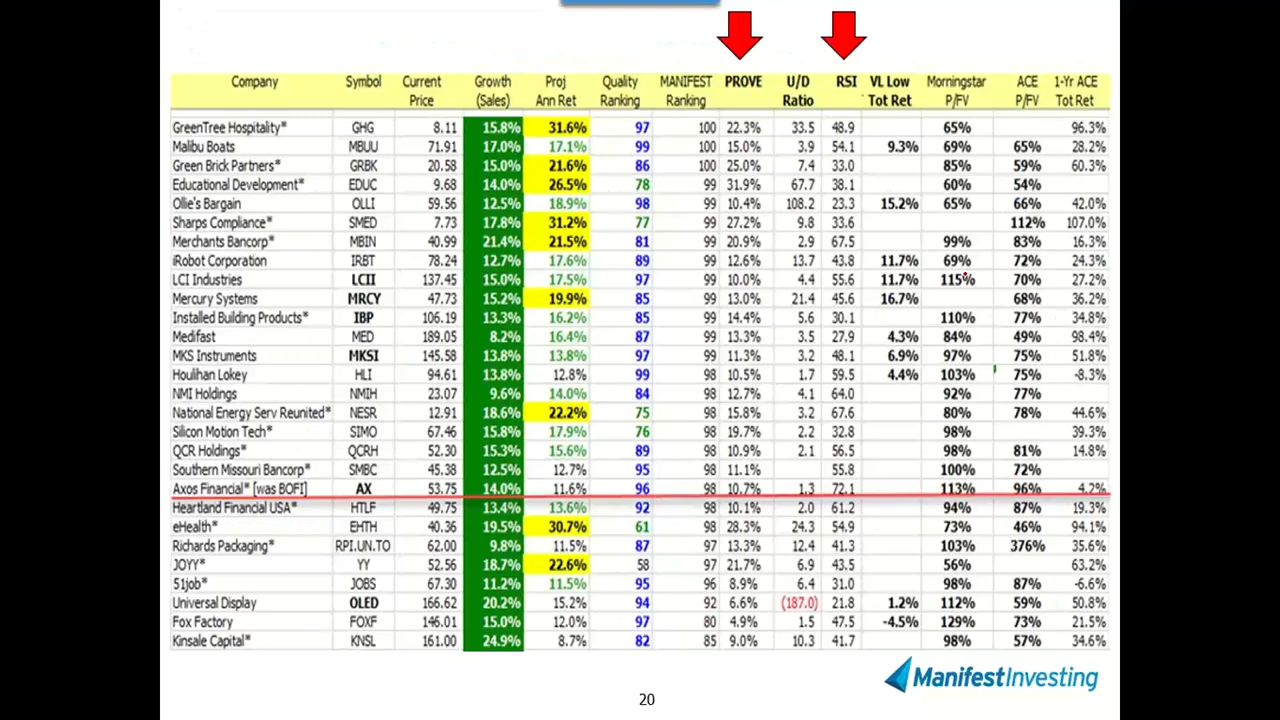 Company Symbol Current Price Growth (Sales) Proj Ann Ret Quality Ranking MANIFEST Ranking PROVE U/D Ratio RSI VL Low Tot Ret Morningstar P/FV ACE P/FV 1-Yr ACE Tot Ret
GreenTree Hospitality* GHG 8.11 15.8% 31.6% 97 100 22.3% 33.5 48.9 65% 96.3%
Malibu Boats MBUU 71.91 17.0% 17.1% 99 100 15.0% 3.9 54.1 9.3% 69% 65% 28.2%
Green Brick Partners* GRBK 20.58 15.0% 21.6% 86 100 25.0% 7.4 33.0 85% 59% 60.3%
Educational Development* EDUC 9.68 14.0% 26.5% 78 99 31.9% 67.7 38.1 60% 54%
Ollie's Bargain OLLI 59.56 12.5% 18.9% 98 99 10.4% 108.2 23.3 15.2% 65% 66% 42.0%
Sharps Compliance* SMED 7.73 17.8% 31.2% 77 99 27.2% 9.8 33.6 112% 107.0%
Merchants Bancorp* MBIN 40.99 21.4% 21.5% 81 99 20.9% 2.9 67.5 99% 83% 16.3%
iRobot Corporation IRBT 78.24 12.7% 17.6% 89 99 12.6% 13.7 43.8 11.7% 69% 72% 24.3%
LCI Industries LCII 137.45 15.0% 17.5% 97 99 10.0% 4.4 55.6 11.7% 115% 70% 27.2%
Mercury Systems MRCY 47.73 15.2% 19.9% 85 99 13.0% 21.4 45.6 16.7% 68% 36.2%
Installed Building Products* IBP 106.19 13.3% 16.2% 85 99 14.4% 5.6 30.1 110% 77% 34.8%
Medifast MED 189.05 8.2% 16.4% 87 99 13.3% 3.5 27.9 4.3% 84% 49% 98.4%
MKS Instruments MKSI 145.58 13.8% 13.8% 97 99 11.3% 3.2 48.1 6.9% 97% 75% 51.8%
Houlihan Lokey HLI 94.61 13.8% 12.8% 99 98 10.5% 1.7 59.5 4.4% 103% 75% -8.3%
NMI Holdings NMIH 23.07 9.6% 14.0% 84 98 12.7% 4.1 64.0 92% 77%
National Energy Serv Reunited* NESR 12.91 18.6% 22.2% 75 98 15.8% 3.2 67.6 80% 78% 44.6%
Silicon Motion Tech* SIMO 67.46 15.8% 17.9% 76 98 19.7% 2.2 32.8 98% 39.3%
QCR Holdings* QCRH 52.30 15.3% 15.6% 89 98 10.9% 2.1 56.5 98% 81% 14.8%
Southern Missouri Bancorp* SMBC 45.38 12.5% 12.7% 95 98 11.1% 55.8 100% 72%
Axos Financial* [was BOFI] AX 53.75 14.0% 11.6% 96 98 10.7% 1.3 72.1 113% 96% 4.2%
Heartland Financial USA* HTLF 49.75 13.4% 13.6% 92 98 10.1% 2.0 61.2 94% 87% 19.3%
eHealth* EHTH 40.36 19.5% 30.7% 61 98 28.3% 24.3 54.9 73% 46% 94.1%
Richards Packaging* RPI.UN.TO 62.00 9.8% 11.5% 87 97 13.3% 12.4 41.3 103% 376% 35.6%
JOYY* YY 52.56 18.7% 22.6% 58 97 21.7% 6.9 43.5 56% 63.2%
51job* JOBS 67.30 11.2% 11.5% 95 96 8.9% 6.4 31.0 98% 87% -6.6%
Universal Display OLED 166.62 20.2% 15.2% 94 92 6.6% (187.0) 21.8 1.2% 112% 59% 50.8%
Fox Factory FOXF 146.01 15.0% 12.0% 97 80 4.9% 1.5 47.5 -4.5% 129% 73% 21.5%
Kinsale Capital* KNSL 161.00 24.9% 8.7% 82 85 9.0% 10.3 41.7 98% 57% 34.6%
ManifestInvesting
20